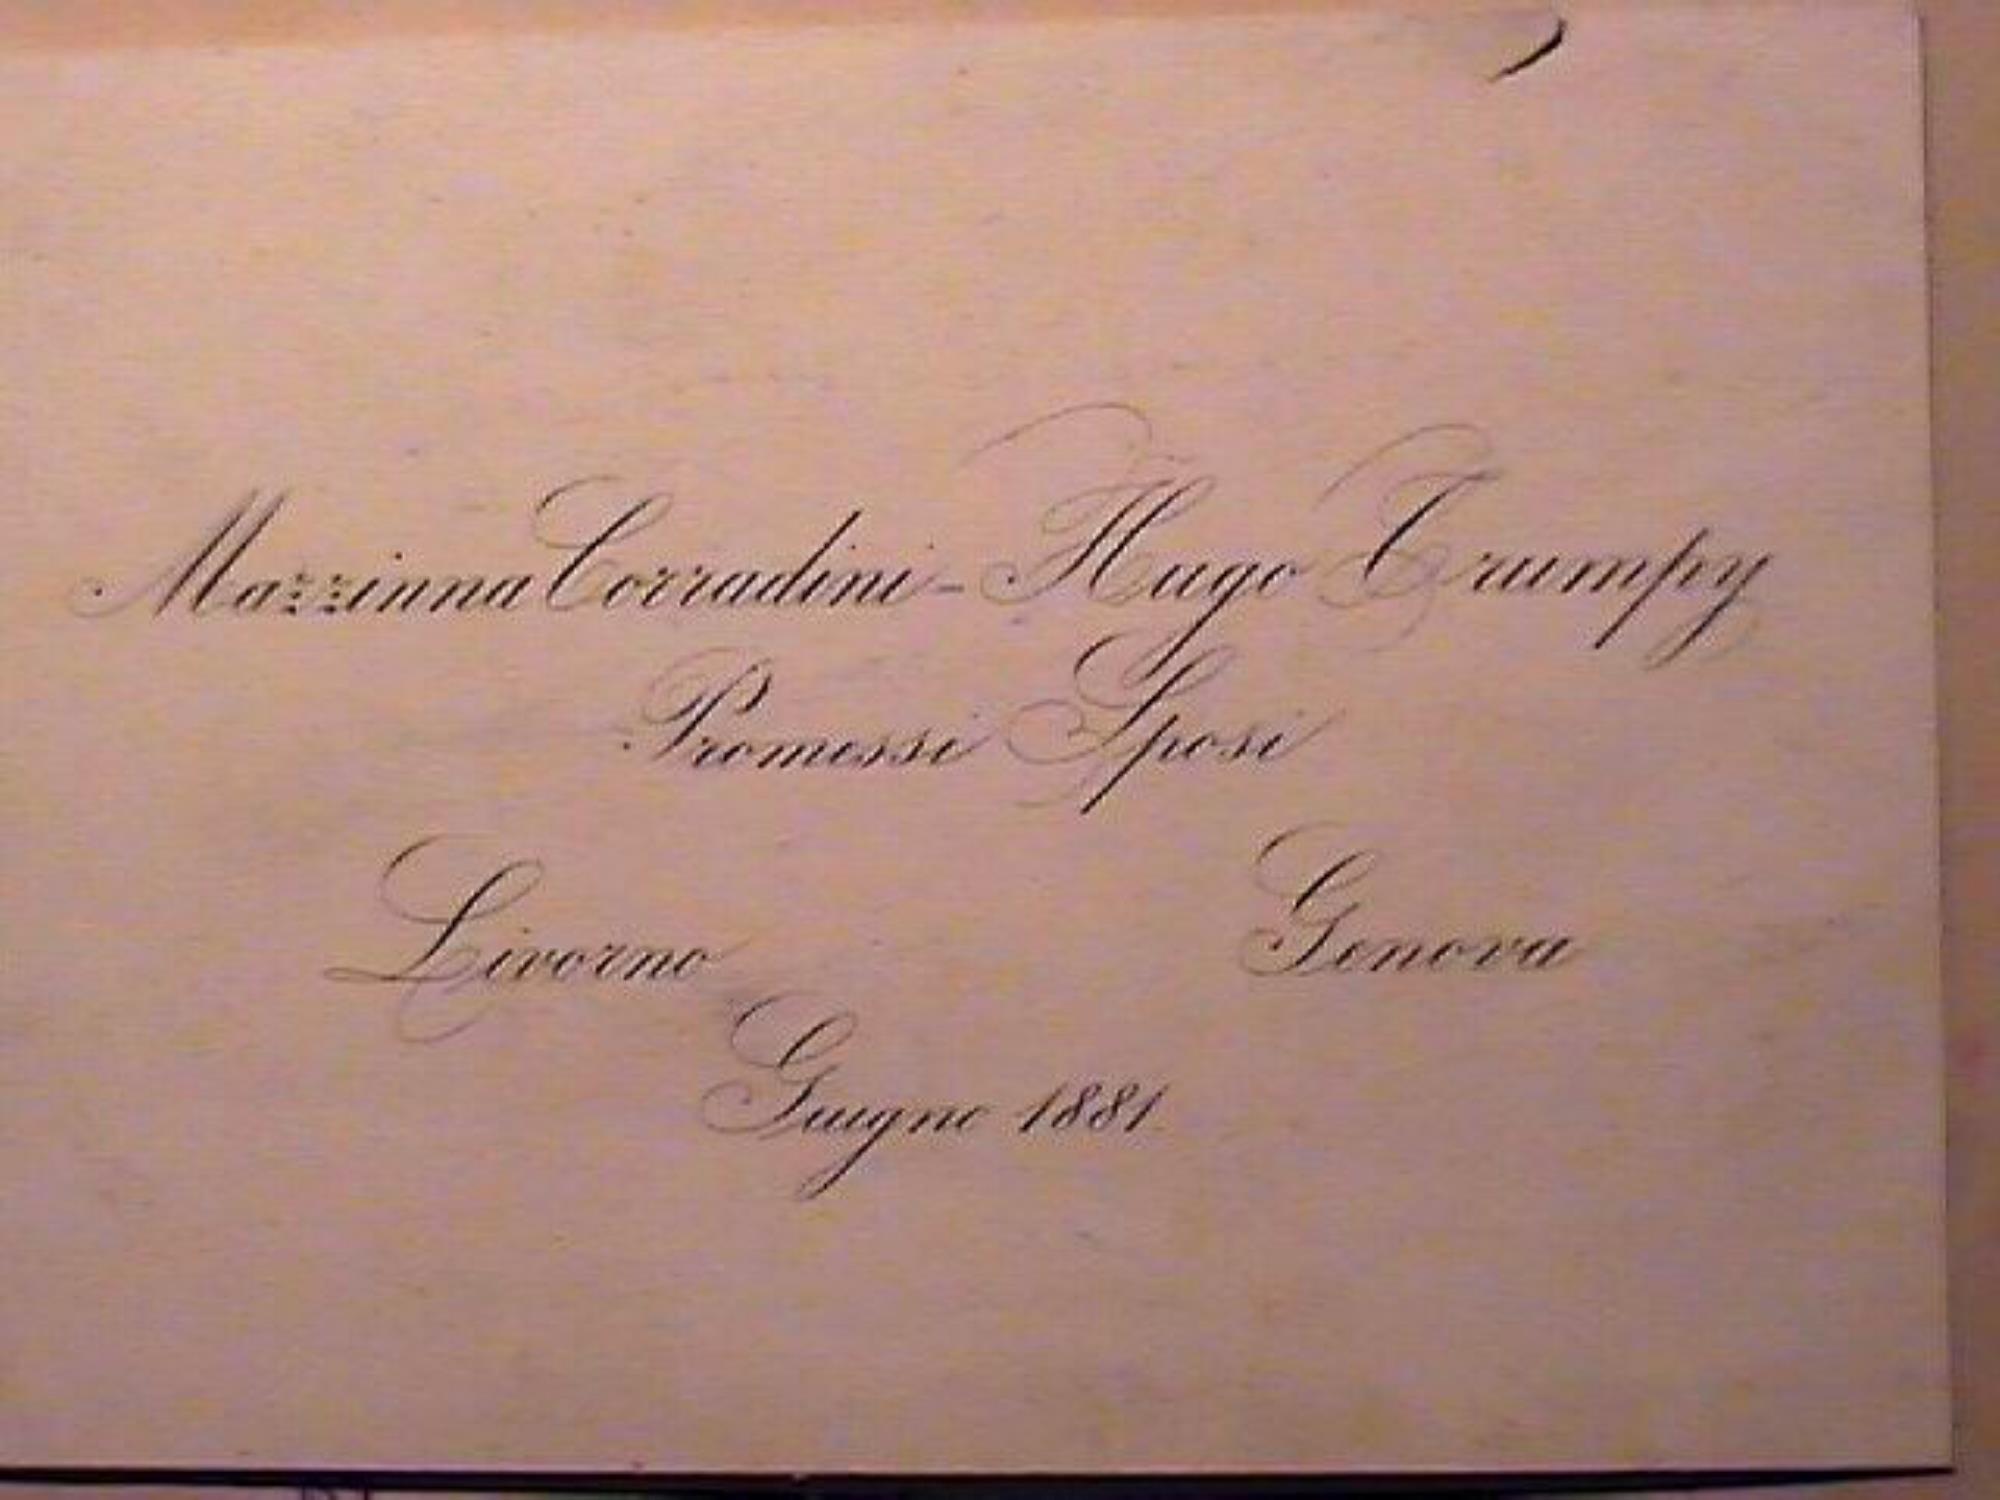 Mazzinna Corradini - Hugo Trumpy
Promessi Sposi
Livorno Genova
Giugno 1881.